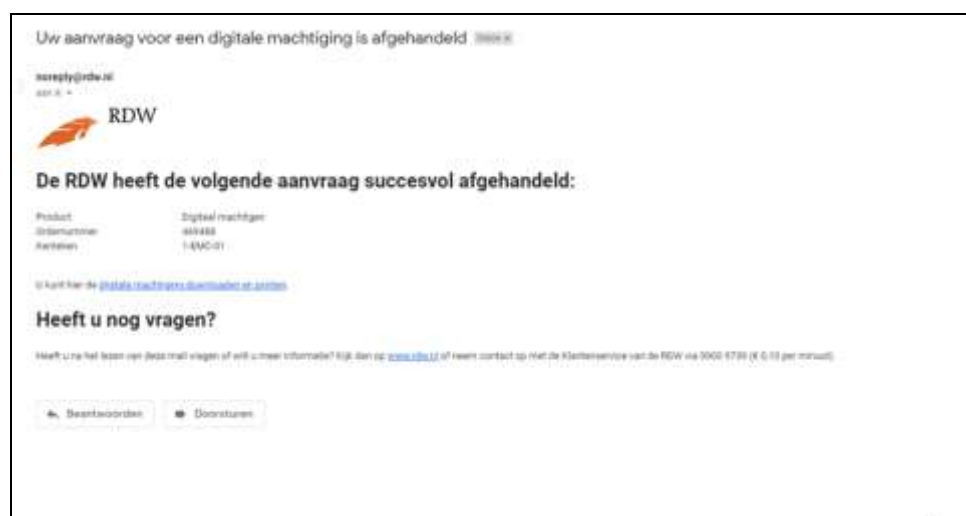 Uw aanvraag voor een digitale machtiging is afgehandeld
noreply@rdw.nl
RDW
De RDW heeft de volgende aanvraag succesvol afgehandeld:
Product Digitaal machtigen
Ordernummer
Kenteken
U kunt hier de digitale machtiging downloaden en printen.
Heeft u nog vragen?
Heeft u na het lezen van deze mail vragen of wilt u meer informatie? Kijk dan op www.rdw.nl of neem contact op met de Klantenservice van de RDW via (€ 0,10 per minuut).
Beantwoorden Doorsturen